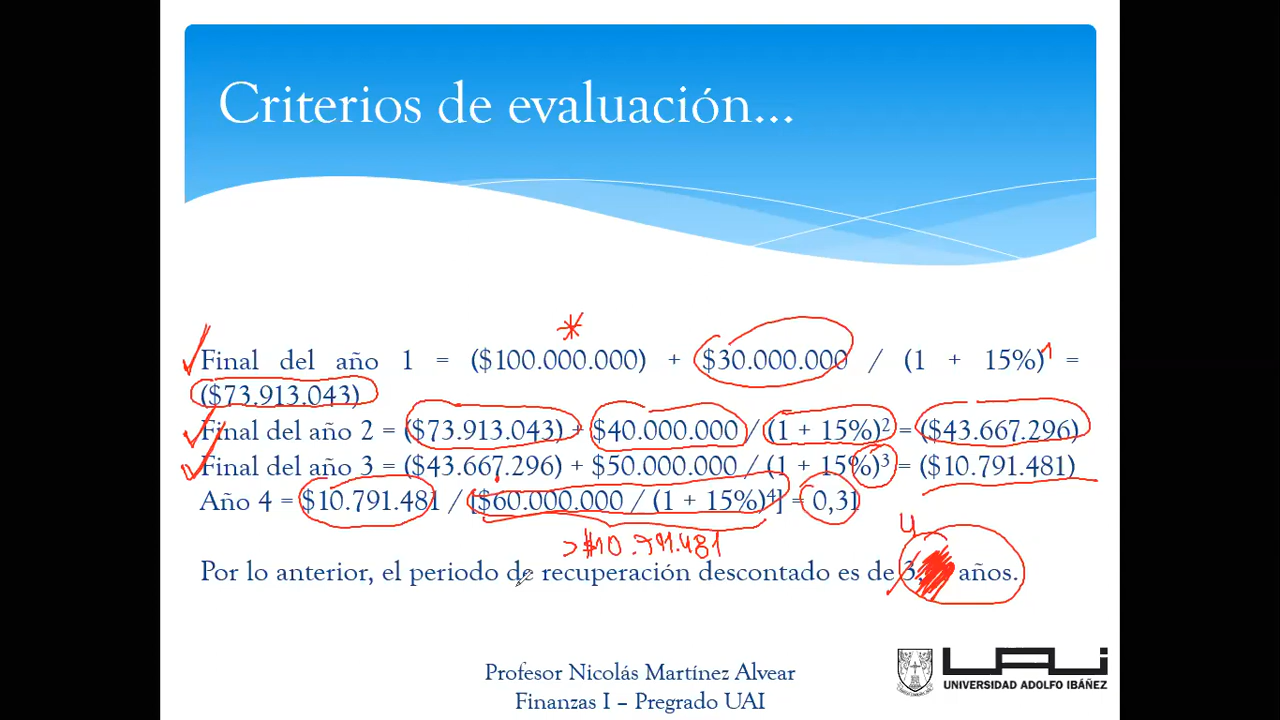 Criterios de evaluación...
*
Final del año 1 = ($100.000.000) + $30.000.000 / (1 + 15%)^1 =
($73.913.043)
Final del año 2 = ($73.913.043) + $40.000.000 / (1 + 15%)² = ($43.667.296)
Final del año 3 = ($43.667.296) + $50.000.000 / (1 + 15%)³ = ($10.791.481)
Año 4 = $10.791.481 / [$60.000.000 / (1 + 15%)⁴] = 0,31
>$10.791.481
4
Por lo anterior, el periodo de recuperación descontado es de 3, años.
Profesor Nicolás Martínez Alvear
Finanzas I – Pregrado UAI
UAI
UNIVERSIDAD ADOLFO IBÁÑEZ